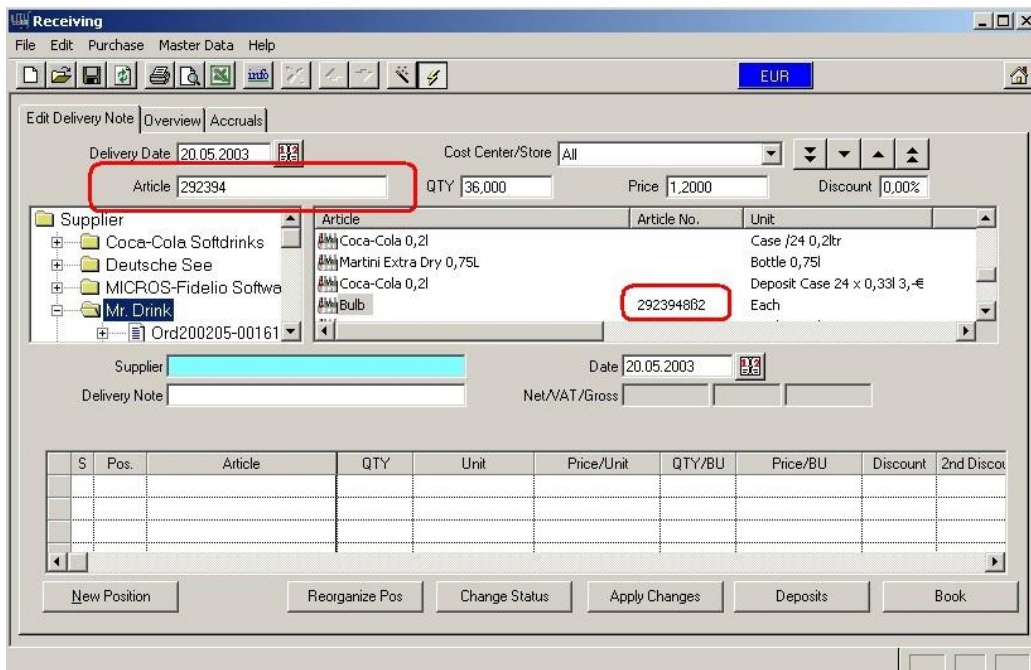 Receiving
File Edit Purchase Master Data Help
info EUR
Edit Delivery Note Overview Accruals
Delivery Date 20.05.2003 Cost Center/Store All
Article 292394 QTY 36,000 Price 1,2000 Discount 0,00%
Supplier Article Article No. Unit
Coca-Cola Softdrinks Coca-Cola 0,2l Case /24 0,2ltr
Deutsche See Martini Extra Dry 0,75L Bottle 0,75l
MICROS-Fidelio Softwa Coca-Cola 0,2l Deposit Case 24 x 0,33l 3,-€
Mr. Drink Bulb Each
Ord200205-00161
Supplier Date 20.05.2003
Delivery Note Net/VAT/Gross
S Pos. Article QTY Unit Price/Unit QTY/BU Price/BU Discount 2nd Discou
New Position Reorganize Pos Change Status Apply Changes Deposits Book